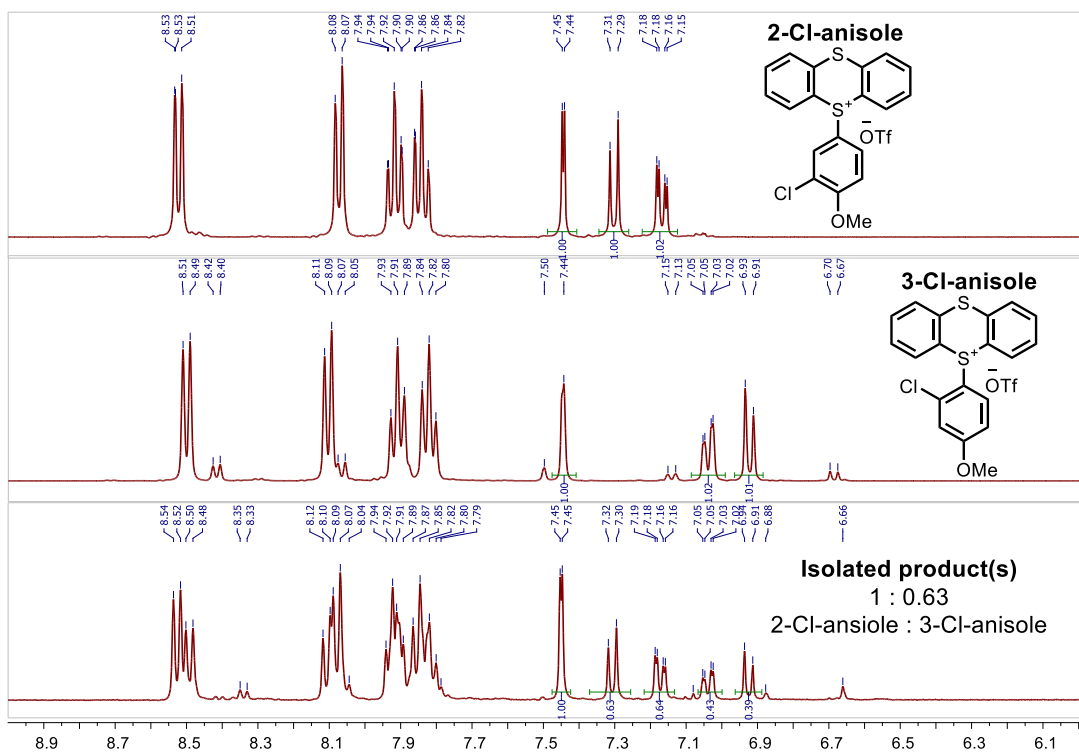 8.53 8.53 8.51 8.08 8.07 7.94 7.94 7.92 7.90 7.90 7.86 7.86 7.84 7.82 7.45 7.44 7.31 7.29 7.18 7.18 7.16 7.15
2-Cl-anisole
S
S+
−
OTf
Cl
OMe
1.00 1.00 1.02
8.51 8.49 8.42 8.40 8.11 8.09 8.07 8.05 7.93 7.91 7.89 7.84 7.82 7.80 7.50 7.44 7.15 7.13 7.05 7.05 7.03 7.02 6.93 6.91 6.70 6.67
3-Cl-anisole
S
S+
−
Cl
OTf
OMe
1.00 1.02 1.01
8.54 8.52 8.50 8.48 8.35 8.33 8.12 8.10 8.09 8.07 8.04 7.94 7.92 7.91 7.89 7.87 7.85 7.82 7.80 7.79 7.45 7.45 7.32 7.30 7.19 7.18 7.16 7.16 7.05 7.05 7.03 7.02 6.94 6.91 6.88 6.66
Isolated product(s)
1 : 0.63
2-Cl-ansiole : 3-Cl-anisole
1.00 0.63 0.64 0.43 0.39
8.9 8.7 8.5 8.3 8.1 7.9 7.7 7.5 7.3 7.1 6.9 6.7 6.5 6.3 6.1